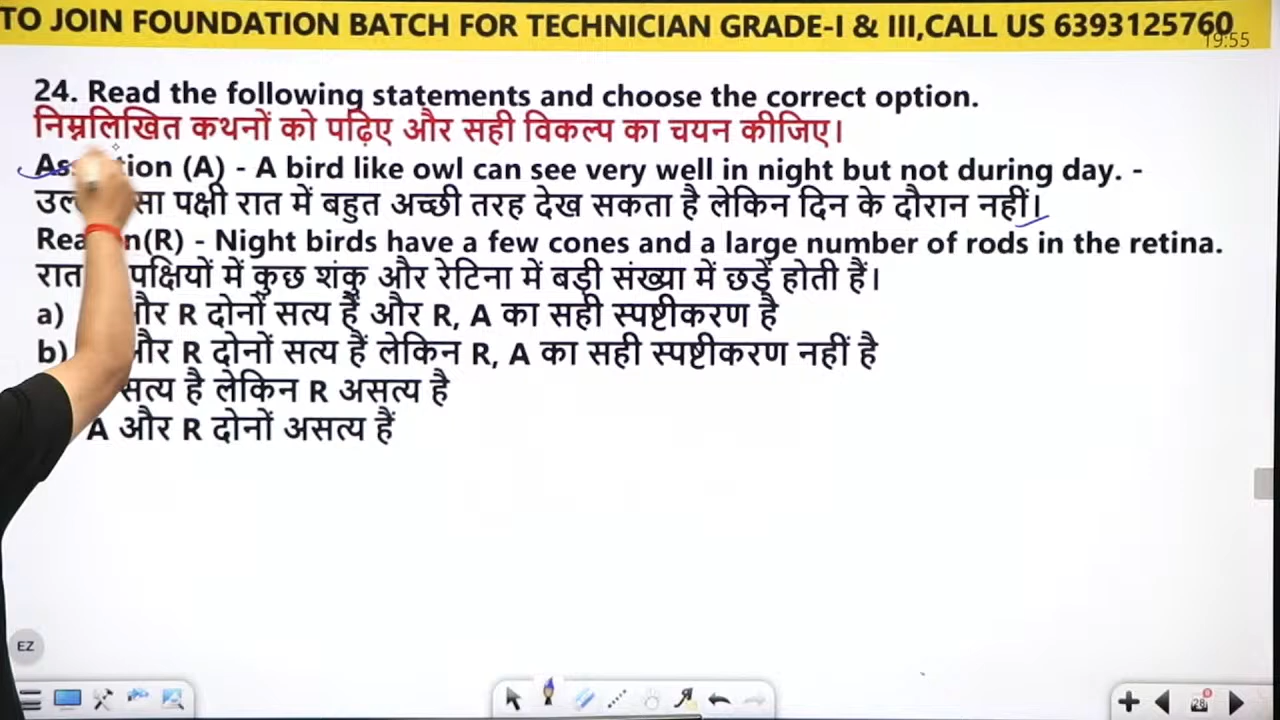 TO JOIN FOUNDATION BATCH FOR TECHNICIAN GRADE-I & III,CALL US 6393125760
19:55
24. Read the following statements and choose the correct option.
निम्नलिखित कथनों को पढ़िए और सही विकल्प का चयन कीजिए।
(A) - A bird like owl can see very well in night but not during day. -
पक्षी रात में बहुत अच्छी तरह देख सकता है लेकिन दिन के दौरान नहीं।
- Night birds have a few cones and a large number of rods in the retina.
पक्षियों में कुछ शंकु और रेटिना में बड़ी संख्या में छड़ें होती हैं।
a) R दोनों सत्य हैं और R, A का सही स्पष्टीकरण है
b) R दोनों सत्य हैं लेकिन R, A का सही स्पष्टीकरण नहीं है
सत्य है लेकिन R असत्य है
A और R दोनों असत्य हैं
EZ
28